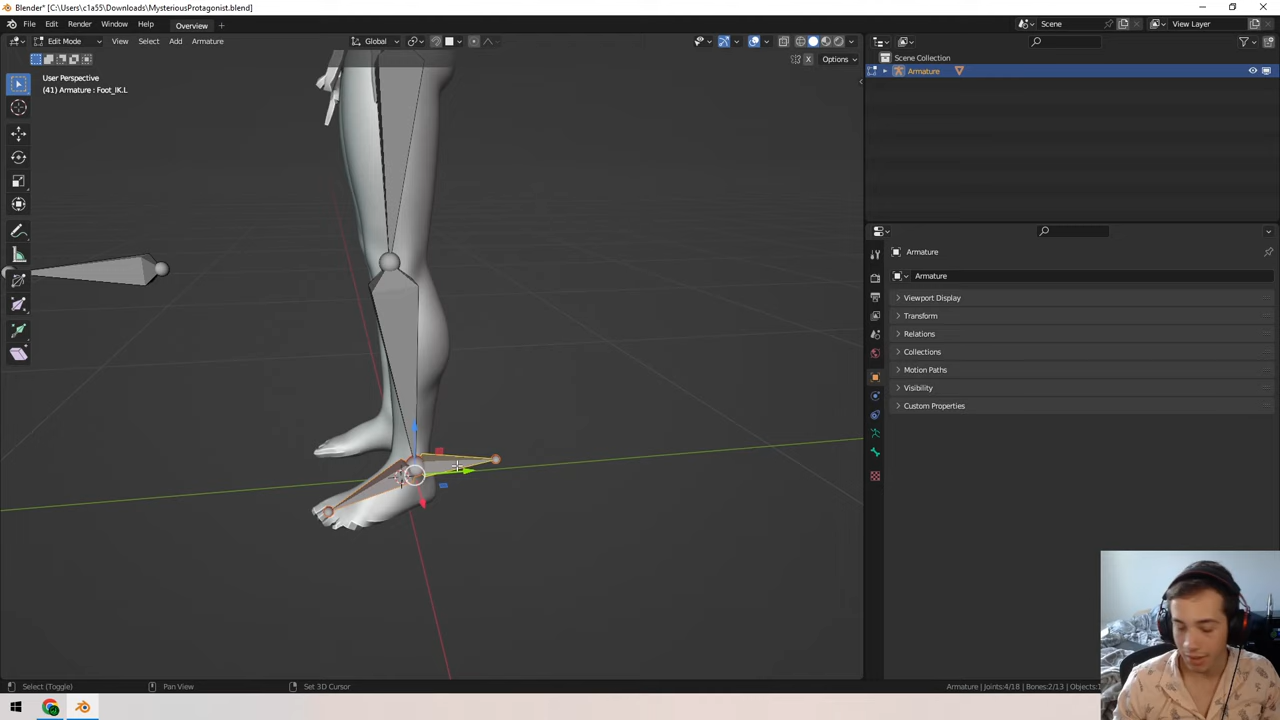 Blender* [C:\Users\c1a55\Downloads\MysteriousProtagonist.blend]
File Edit Render Window Help Overview + Scene View Layer
Edit Mode View Select Add Armature Global
X Options
User Perspective
(41) Armature : Foot_IK.L
Scene Collection
Armature
Armature
Armature
Viewport Display
Transform
Relations
Collections
Motion Paths
Visibility
Custom Properties
Select (Toggle) Pan View Set 3D Cursor Armature | Joints:4/18 | Bones:2/13 | Objects:1